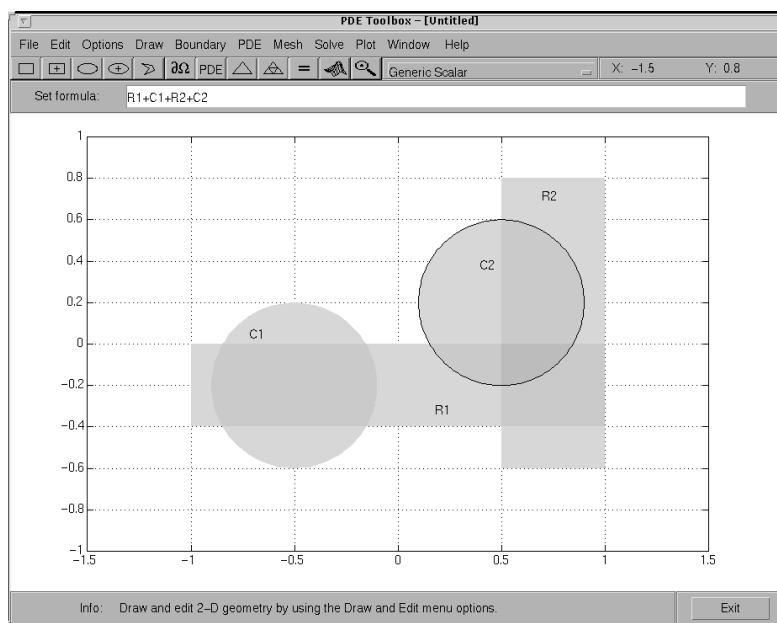 PDE Toolbox – [Untitled]
File Edit Options Draw Boundary PDE Mesh Solve Plot Window Help
∂Ω PDE = Generic Scalar X: −1.5 Y: 0.8
Set formula: R1+C1+R2+C2
1
0.8
R2
0.6
0.4
C2
0.2
C1
0
−0.2
R1
−0.4
−0.6
−0.8
−1
−1.5 −1 −0.5 0 0.5 1 1.5
Info: Draw and edit 2−D geometry by using the Draw and Edit menu options. Exit